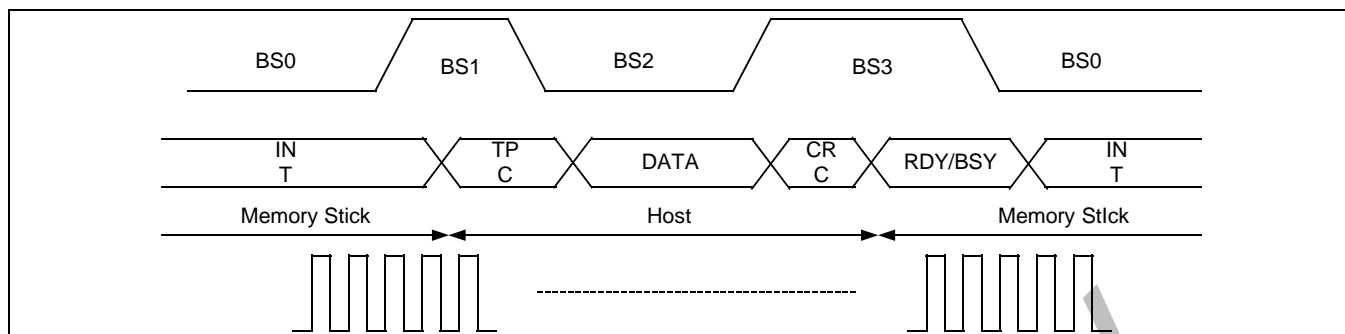 BS0 BS1 BS2 BS3 BS0
IN
T
TP
C
DATA
CR
C
RDY/BSY
IN
T
Memory Stick Host Memory StIck